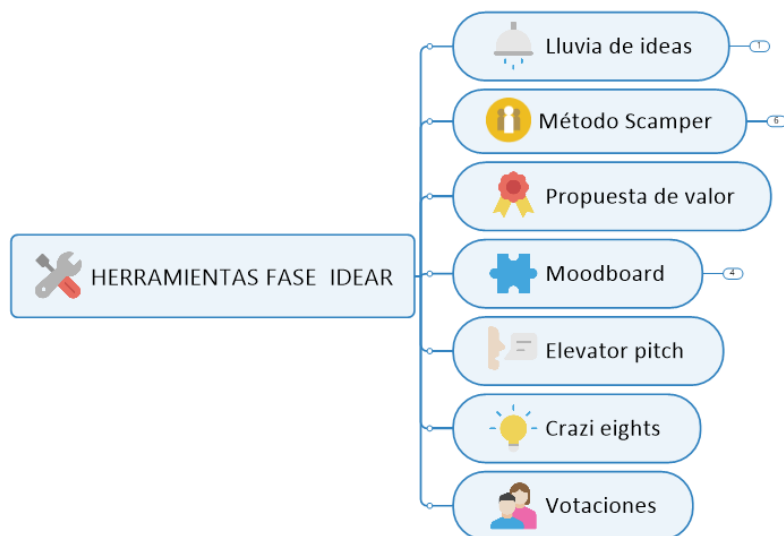 Lluvia de ideas
1
Método Scamper
6
Propuesta de valor
HERRAMIENTAS FASE IDEAR
Moodboard
4
Elevator pitch
Crazi eights
Votaciones